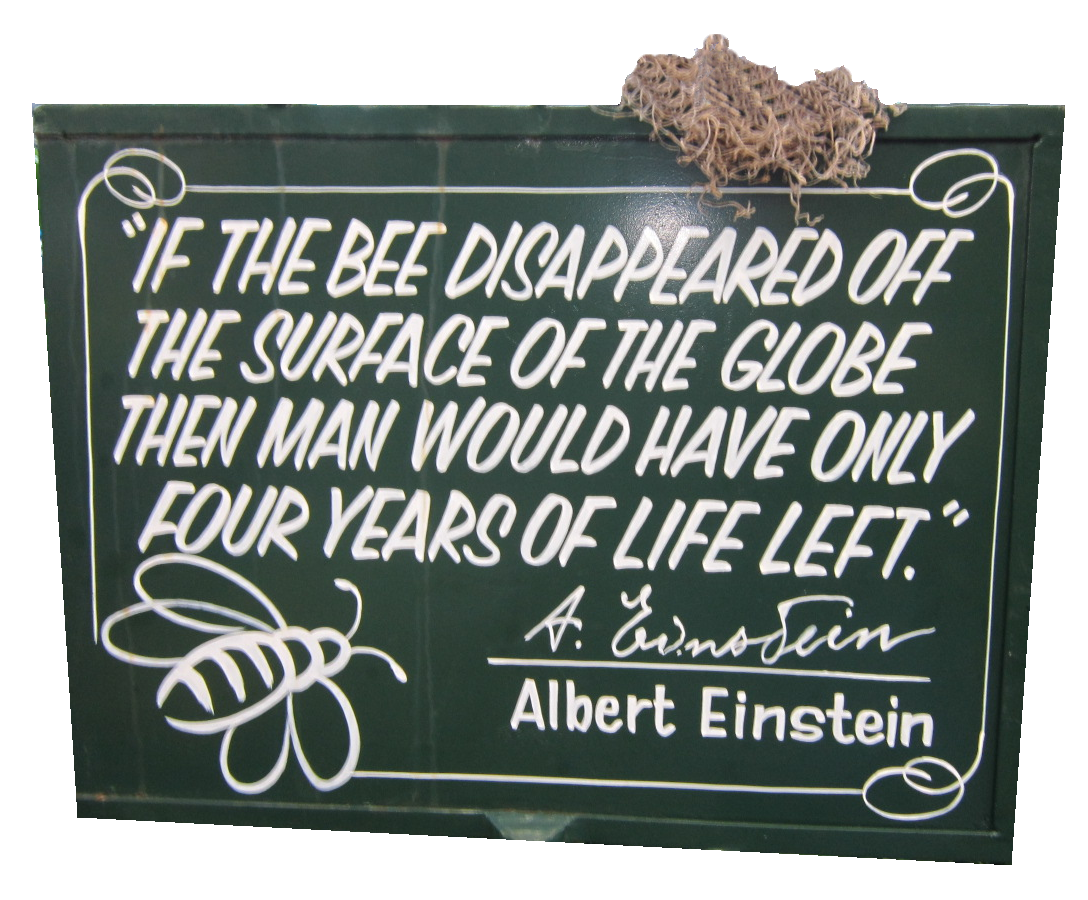 "IF THE BEE DISAPPEARED OFF
THE SURFACE OF THE GLOBE
THEN MAN WOULD HAVE ONLY
FOUR YEARS OF LIFE LEFT."
A. Einstein
Albert Einstein